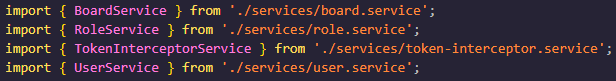 import { BoardService } from './services/board.service';
import { RoleService } from './services/role.service';
import { TokenInterceptorService } from './services/token-interceptor.service';
import { UserService } from './services/user.service';